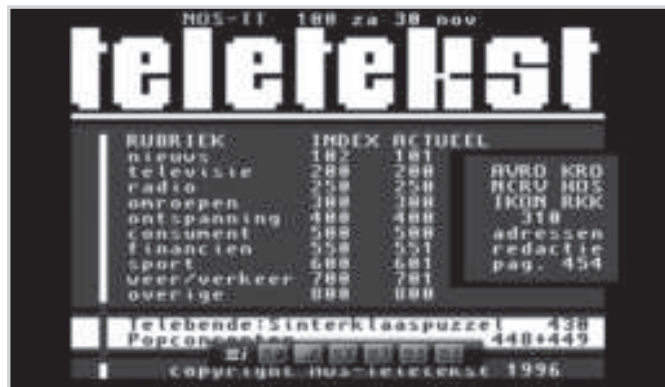 NOS-TT 100 za 30 nov
teletekst
RUBRIEK INDEX ACTUEEL
nieuws 102 101
televisie 200 200
radio 250 250
omroepen 300 300
ontspanning 400 400
consument 500 500
financien 550 551
sport 600 601
weer/verkeer 700 701
overige 800 800
AVRO KRO
NCRV NOS
IKON RKK
310
adressen
redactie
pag. 454
Telebende:Sinterklaaspuzzel 430
Popconcerten 448+449
copyright NOS-Teletekst 1996